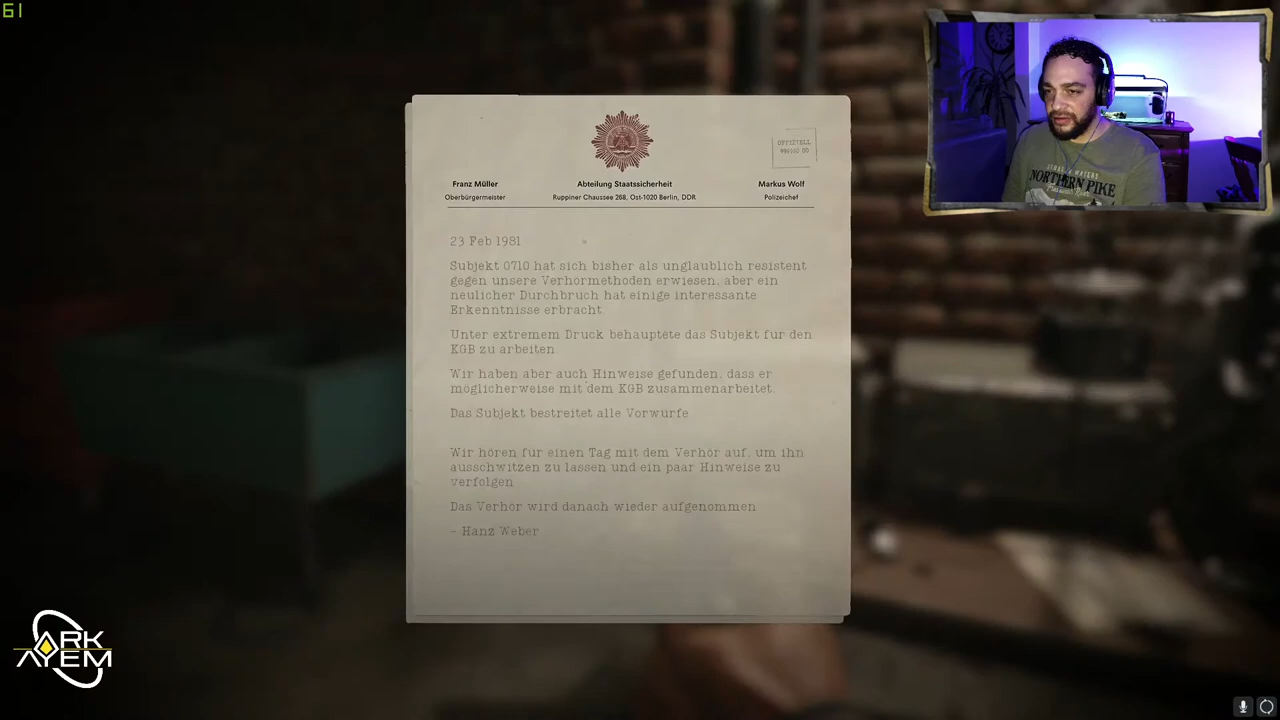 61
OFFIZIELL
Franz Müller
Abteilung Staatssicherheit
Markus Wolf
Oberbürgermeister
Ruppiner Chaussee 268, Ost-1020 Berlin, DDR
Polizeichef
23 Feb 1981
Subjekt 0710 hat sich bisher als unglaublich resistent
gegen unsere Verhörmethoden erwiesen, aber ein
neulicher Durchbruch hat einige interessante
Erkenntnisse erbracht
Unter extremem Druck behauptete das Subjekt für den
KGB zu arbeiten
Wir haben aber auch Hinweise gefunden, dass er
möglicherweise mit dem KGB zusammenarbeitet.
Das Subjekt bestreitet alle Vorwürfe
Wir hören für einen Tag mit dem Verhör auf, um ihn
ausschwitzen zu lassen und ein paar Hinweise zu
verfolgen
Das Verhör wird danach wieder aufgenommen
– Hanz Weber
NORTHERN PIKE
ARK
AYEM